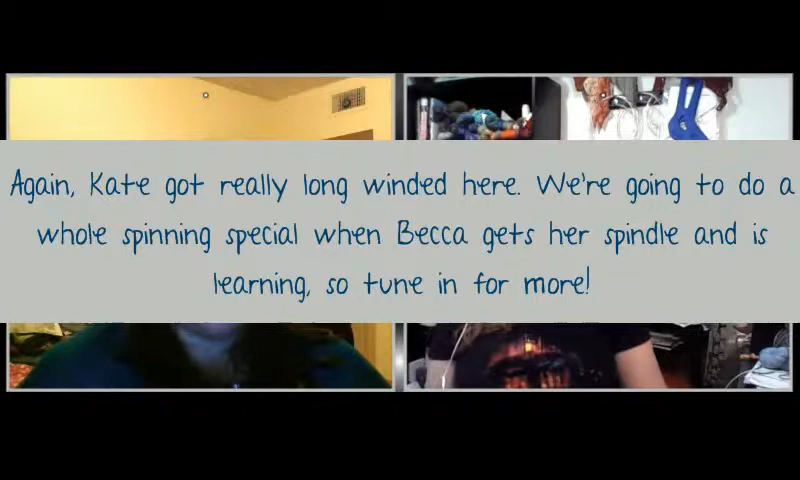 Again, Kate got really long winded here. We're going to do a
whole spinning special when Becca gets her spindle and is
learning, so tune in for more!